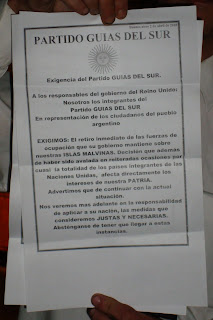 PARTIDO GUIAS DEL SUR
Exigencia del Partido GUIAS DEL SUR.
A los responsables del gobierno del Reino Unido:
Nosotros los integrantes del
Partido GUIAS DEL SUR
En representación de los ciudadanos del pueblo
argentino
EXIGIMOS: El retiro inmediato de las fuerzas de
ocupación que su gobierno mantiene sobre
nuestras ISLAS MALVINAS. Decisión que además
de haber sido avalada en reiteradas ocasiones por
casi la totalidad de los países integrantes de las
Naciones Unidas, afecta directamente los
intereses de nuestra PATRIA.
Advertimos que de continuar con la actual
situación.
Nos veremos mas adelante en la responsabilidad
de aplicar a su nación, las medidas que
consideremos JUSTAS Y NECESARIAS.
Absténganse de tener que llegar a estas
instancias.